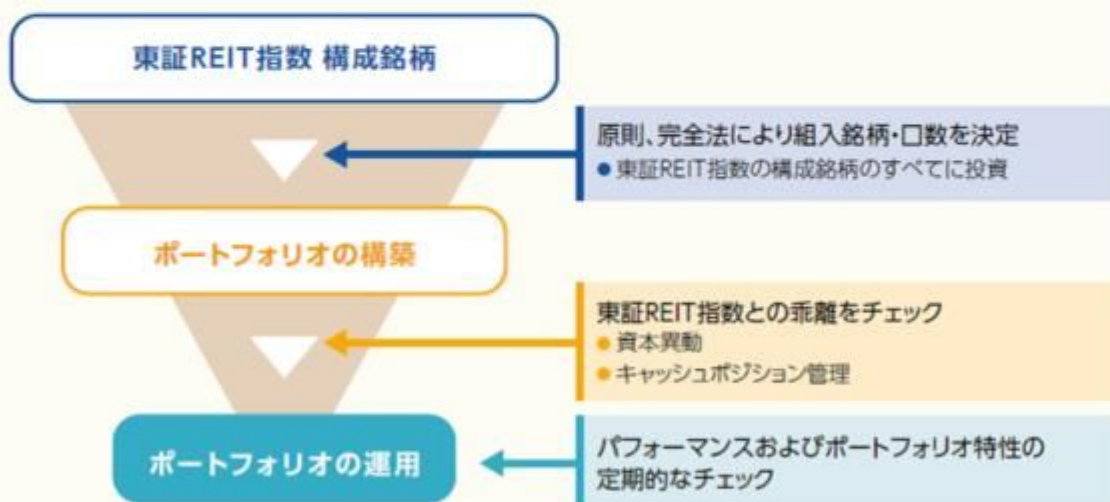 東証REIT指数 構成銘柄
原則、完全法により組入銘柄・口数を決定
●東証REIT指数の構成銘柄のすべてに投資
ポートフォリオの構築
東証REIT指数との乖離をチェック
●資本異動
●キャッシュポジション管理
ポートフォリオの運用
パフォーマンスおよびポートフォリオ特性の
定期的なチェック